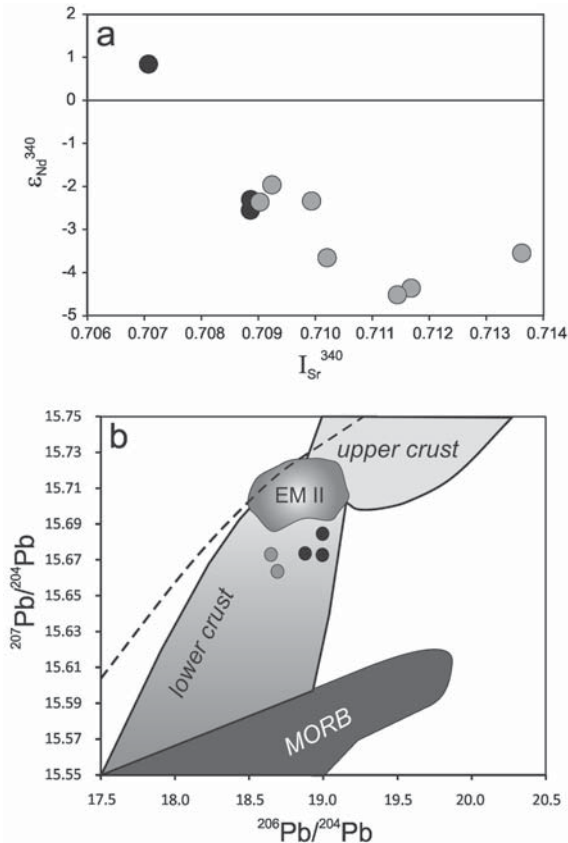 a
2
1
0
-1
-2
-3
-4
-5
εNd³⁴⁰
0.706 0.707 0.708 0.709 0.710 0.711 0.712 0.713 0.714
ISr³⁴⁰
b
15.75
15.73
15.71
15.69
15.67
15.65
15.63
15.61
15.59
15.57
15.55
²⁰⁷Pb/²⁰⁴Pb
upper crust
EM II
lower crust
MORB
17.5 18.0 18.5 19.0 19.5 20.0 20.5
²⁰⁶Pb/²⁰⁴Pb